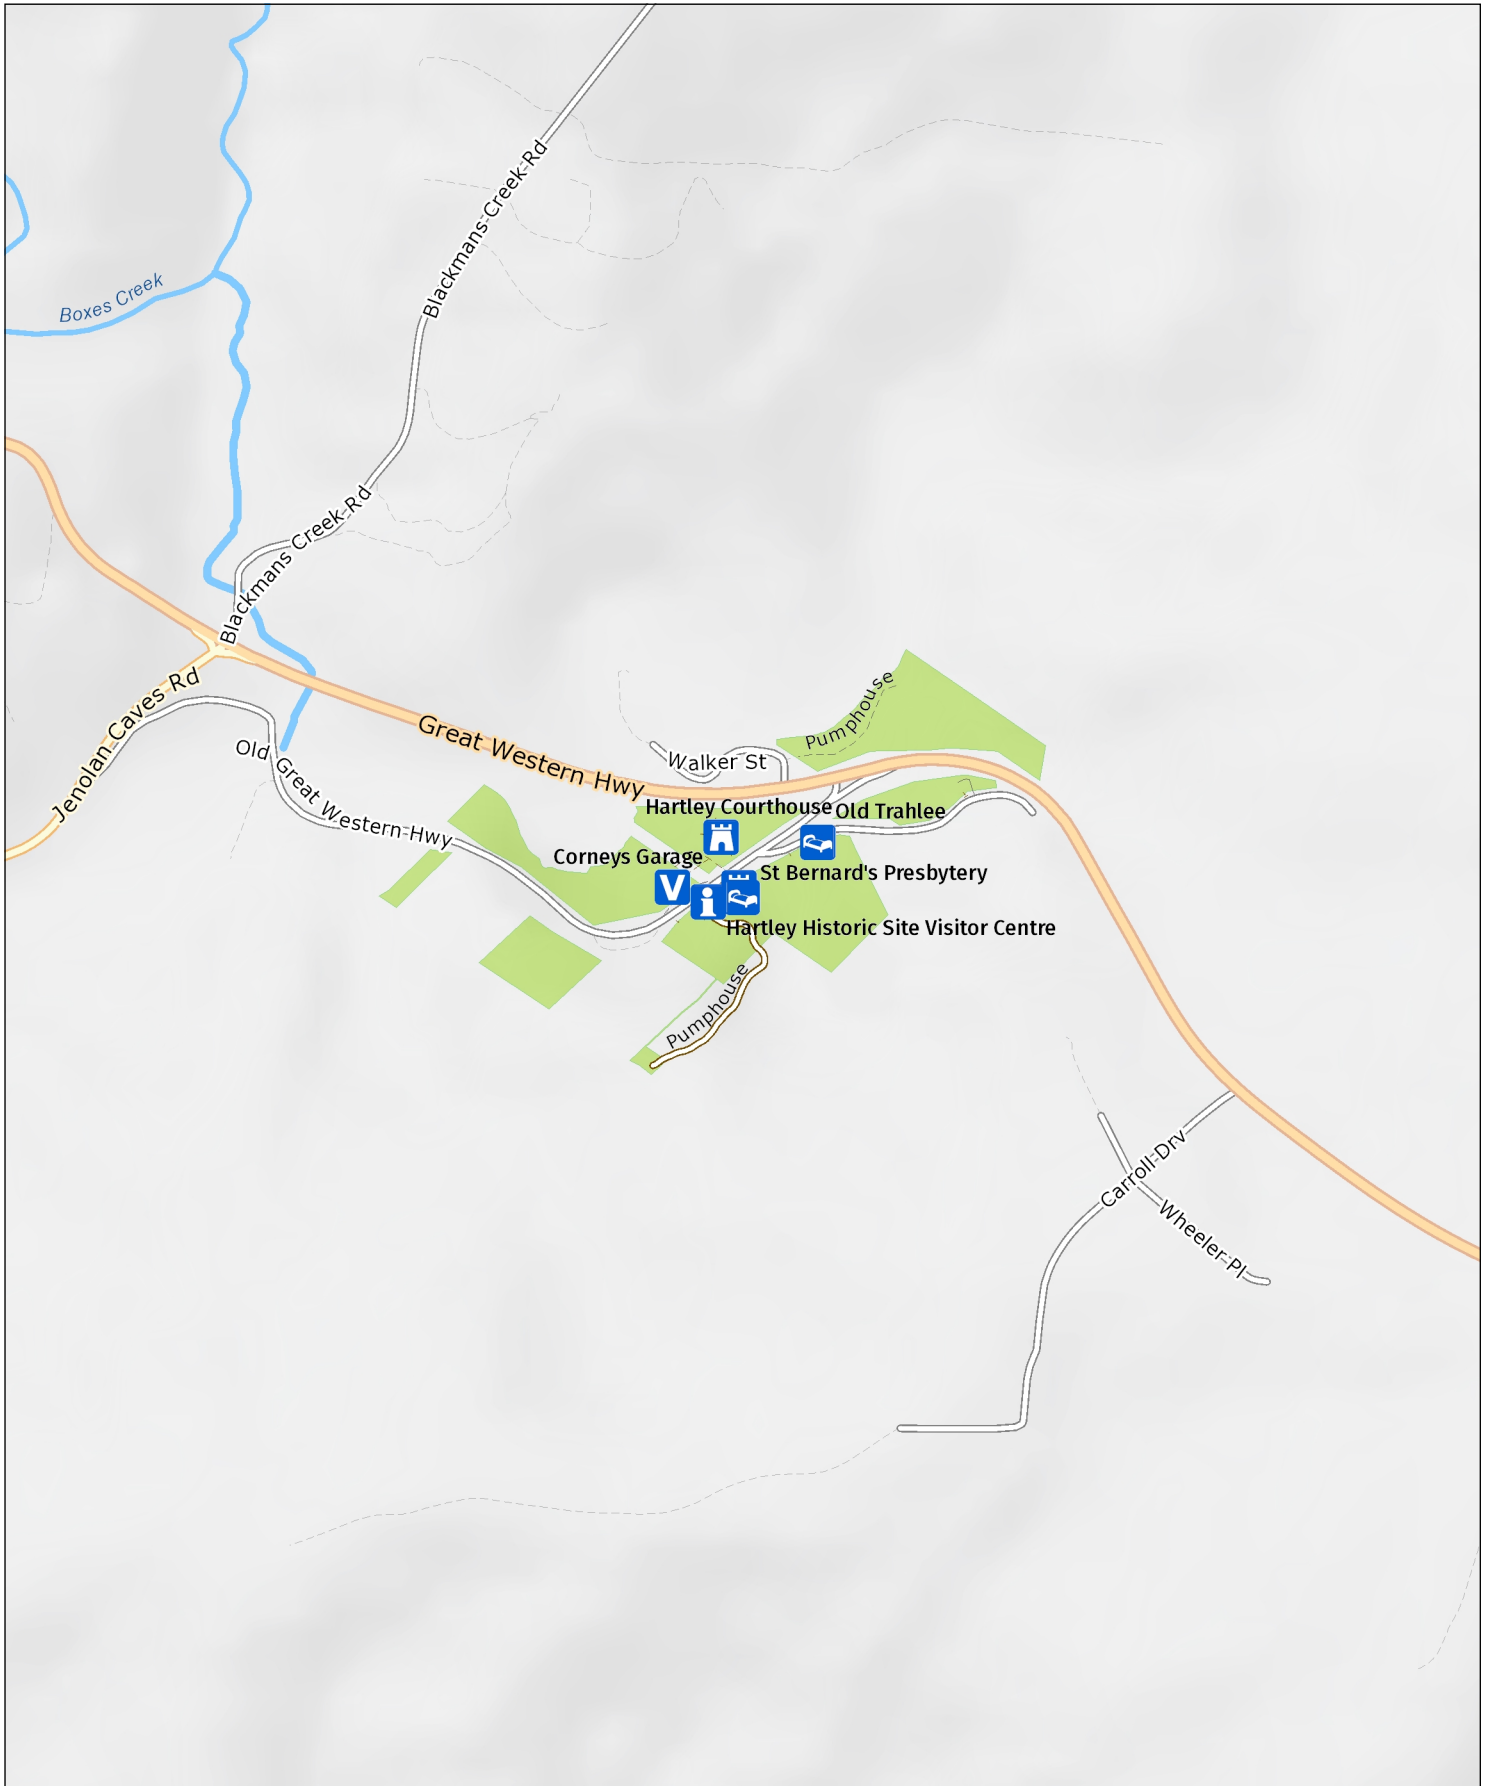 Blackmans Creek Rd
Boxes Creek
Blackmans Creek Rd
Jenolan Caves Rd
Pumphouse
Great Western Hwy
Walker St
Old Great Western Hwy
Hartley Courthouse
Old Trahlee
Corneys Garage
V
St Bernard's Presbytery
i
Hartley Historic Site Visitor Centre
Pumphouse
Carroll Drv
Wheeler Pl